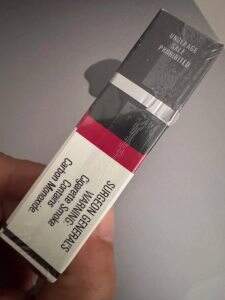 UNDERAGE
SALE
PROHIBITED
SURGEON GENERAL'S
WARNING:
Cigarette Smoke
Contains
Carbon Monoxide